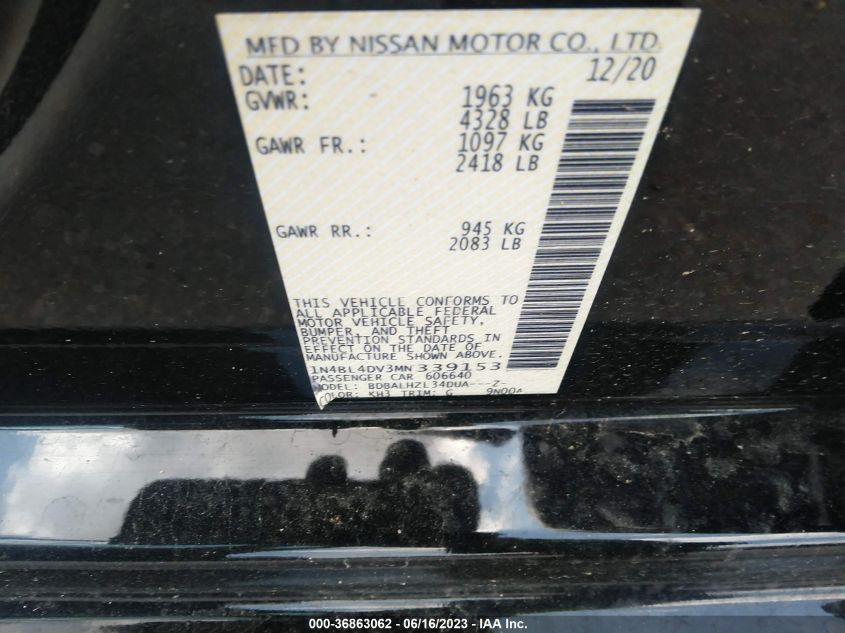 MFD BY NISSAN MOTOR CO., LTD.
DATE: 12/20
GVWR: 1963 KG
4328 LB
GAWR FR.: 1097 KG
2418 LB
GAWR RR.: 945 KG
2083 LB
THIS VEHICLE CONFORMS TO
ALL APPLICABLE FEDERAL
MOTOR VEHICLE SAFETY,
BUMPER, AND THEFT
PREVENTION STANDARDS IN
EFFECT ON THE DATE OF
MANUFACTURE SHOWN ABOVE.
1N4BL4DV3MN 339153
PASSENGER CAR 606640
MODEL: BDBALHZL34DUA----Z-
COLOR: KH3 TRIM: G
000-36863062 - 06/16/2023 - © IAA Inc.